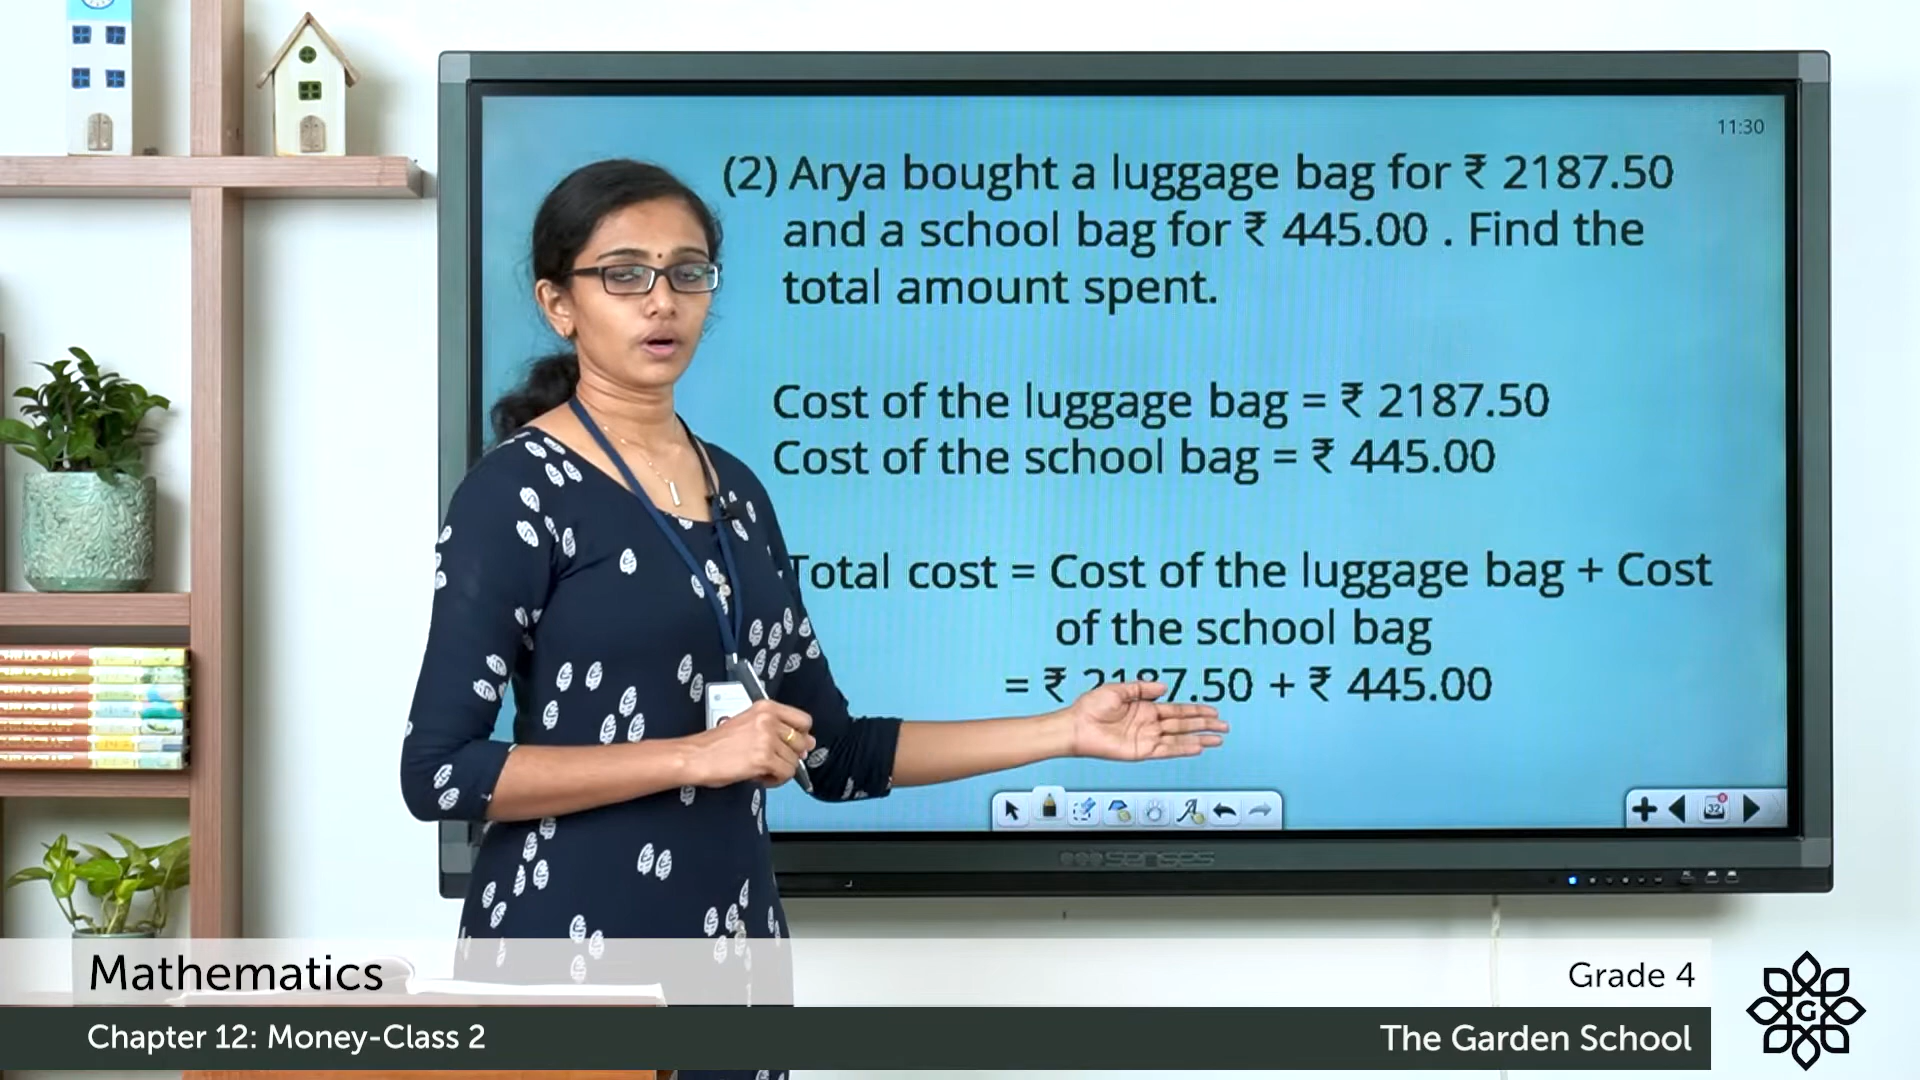 11:30
(2) Arya bought a luggage bag for ₹ 2187.50
and a school bag for ₹ 445.00 . Find the
total amount spent.
Cost of the luggage bag = ₹ 2187.50
Cost of the school bag = ₹ 445.00
Total cost = Cost of the luggage bag + Cost
of the school bag
= ₹ 2187.50 + ₹ 445.00
32
Mathematics
Grade 4
Chapter 12: Money-Class 2
The Garden School
G